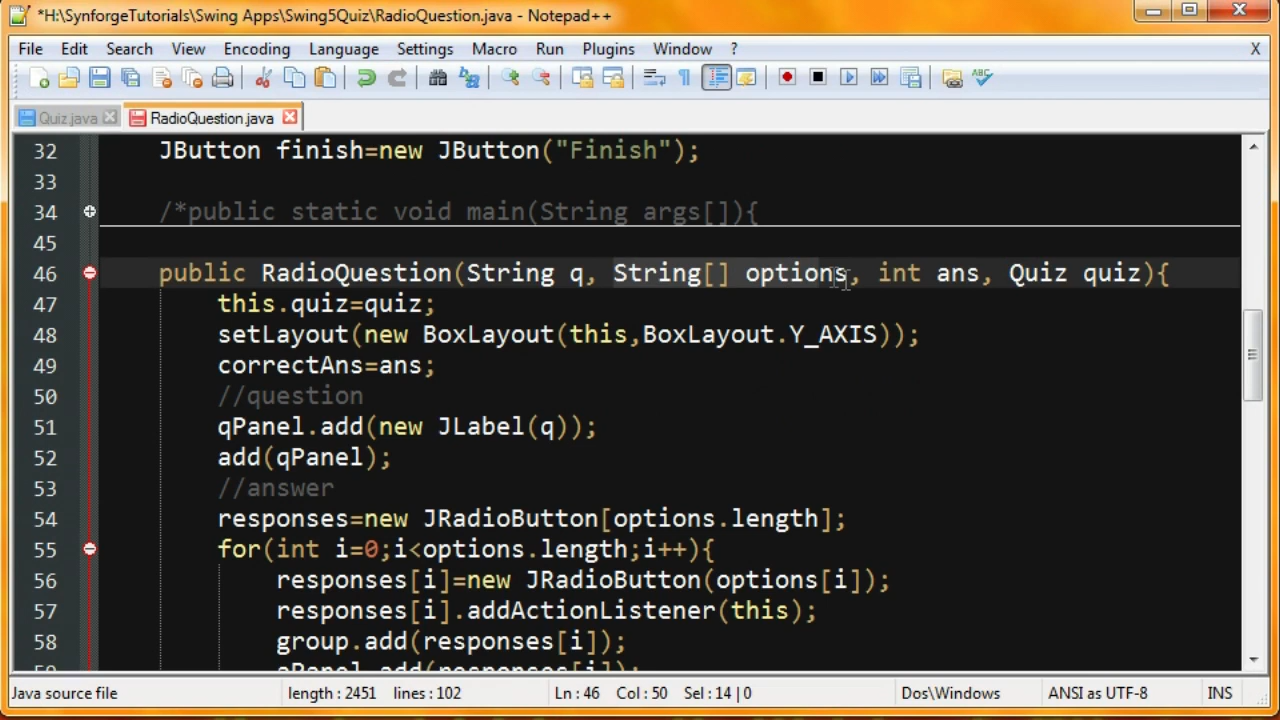 *H:\SynforgeTutorials\Swing Apps\Swing5Quiz\RadioQuestion.java - Notepad++
File Edit Search View Encoding Language Settings Macro Run Plugins Window ? X
Quiz.java RadioQuestion.java
32 JButton finish=new JButton("Finish");
33
34 /*public static void main(String args[]){
45
46 public RadioQuestion(String q, String[] options, int ans, Quiz quiz){
47 this.quiz=quiz;
48 setLayout(new BoxLayout(this,BoxLayout.Y_AXIS));
49 correctAns=ans;
50 //question
51 qPanel.add(new JLabel(q));
52 add(qPanel);
53 //answer
54 responses=new JRadioButton[options.length];
55 for(int i=0;i<options.length;i++){
56 responses[i]=new JRadioButton(options[i]);
57 responses[i].addActionListener(this);
58 group.add(responses[i]);
59 aPanel.add(responses[i]);
Java source file length : 2451 lines : 102 Ln : 46 Col : 50 Sel : 14 | 0 Dos\Windows ANSI as UTF-8 INS